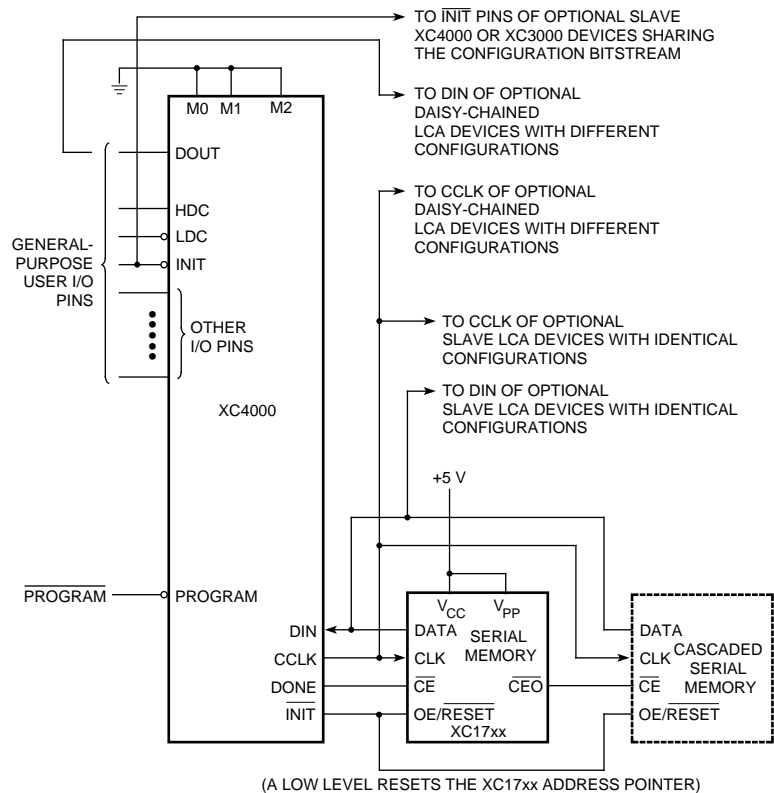 TO INIT PINS OF OPTIONAL SLAVE
XC4000 OR XC3000 DEVICES SHARING
THE CONFIGURATION BITSTREAM
TO DIN OF OPTIONAL
DAISY-CHAINED
LCA DEVICES WITH DIFFERENT
CONFIGURATIONS
M0 M1 M2
DOUT
TO CCLK OF OPTIONAL
DAISY-CHAINED
LCA DEVICES WITH DIFFERENT
CONFIGURATIONS
HDC
LDC
INIT
GENERAL-
PURPOSE
USER I/O
PINS
OTHER
I/O PINS
TO CCLK OF OPTIONAL
SLAVE LCA DEVICES WITH IDENTICAL
CONFIGURATIONS
TO DIN OF OPTIONAL
SLAVE LCA DEVICES WITH IDENTICAL
CONFIGURATIONS
XC4000
+5 V
PROGRAM
PROGRAM
DIN
CCLK
DONE
INIT
VCC VPP
DATA
CLK
CE
OE/RESET
SERIAL
MEMORY
CEO
XC17xx
DATA
CLK
CE
OE/RESET
CASCADED
SERIAL
MEMORY
(A LOW LEVEL RESETS THE XC17xx ADDRESS POINTER)